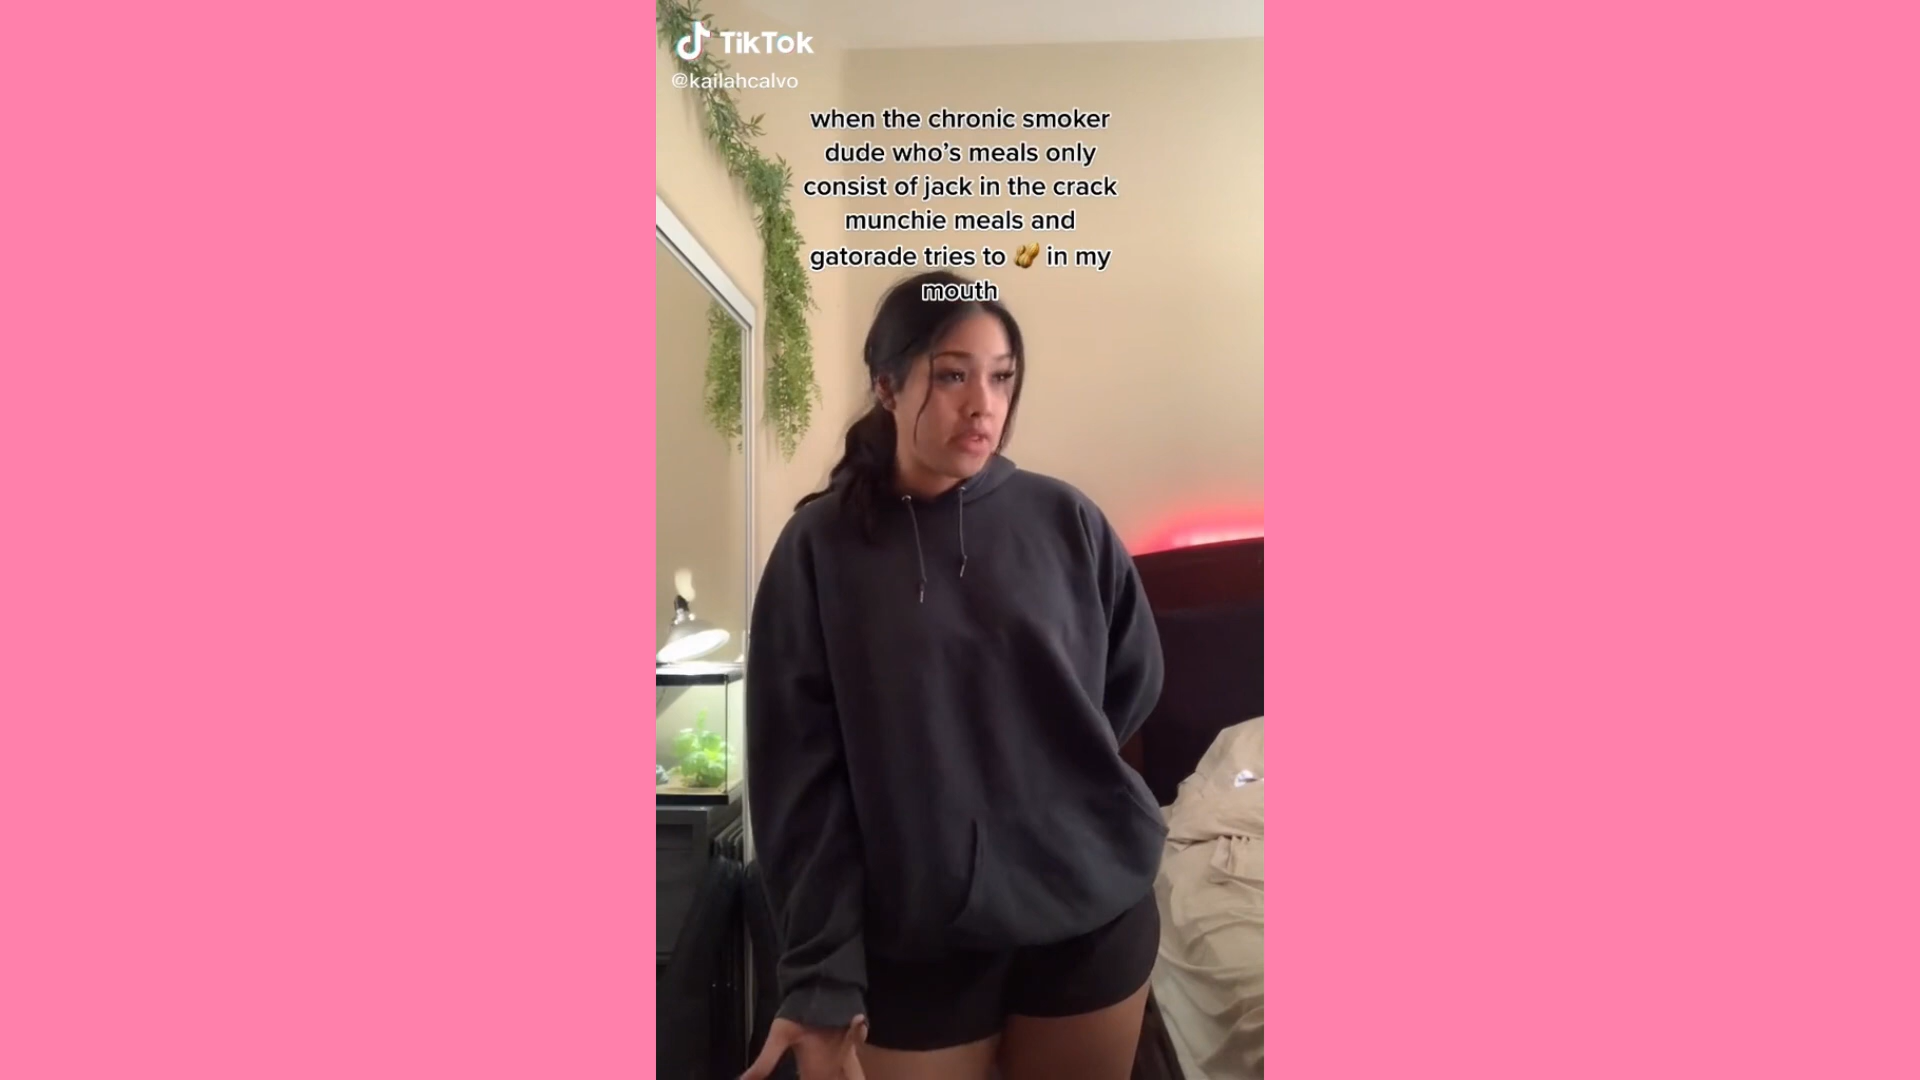 TikTok
@kailahcalvo
when the chronic smoker
dude who's meals only
consist of jack in the crack
munchie meals and
gatorade tries to 🥜 in my
mouth